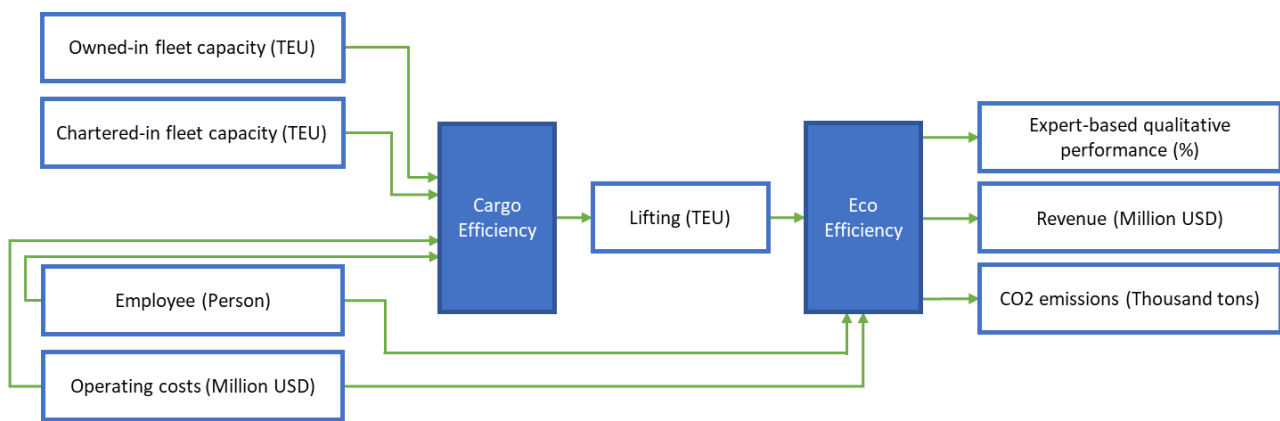 Owned-in fleet capacity (TEU)
Chartered-in fleet capacity (TEU)
Employee (Person)
Operating costs (Million USD)
Cargo
Efficiency
Lifting (TEU)
Eco
Efficiency
Expert-based qualitative
performance (%)
Revenue (Million USD)
CO2 emissions (Thousand tons)